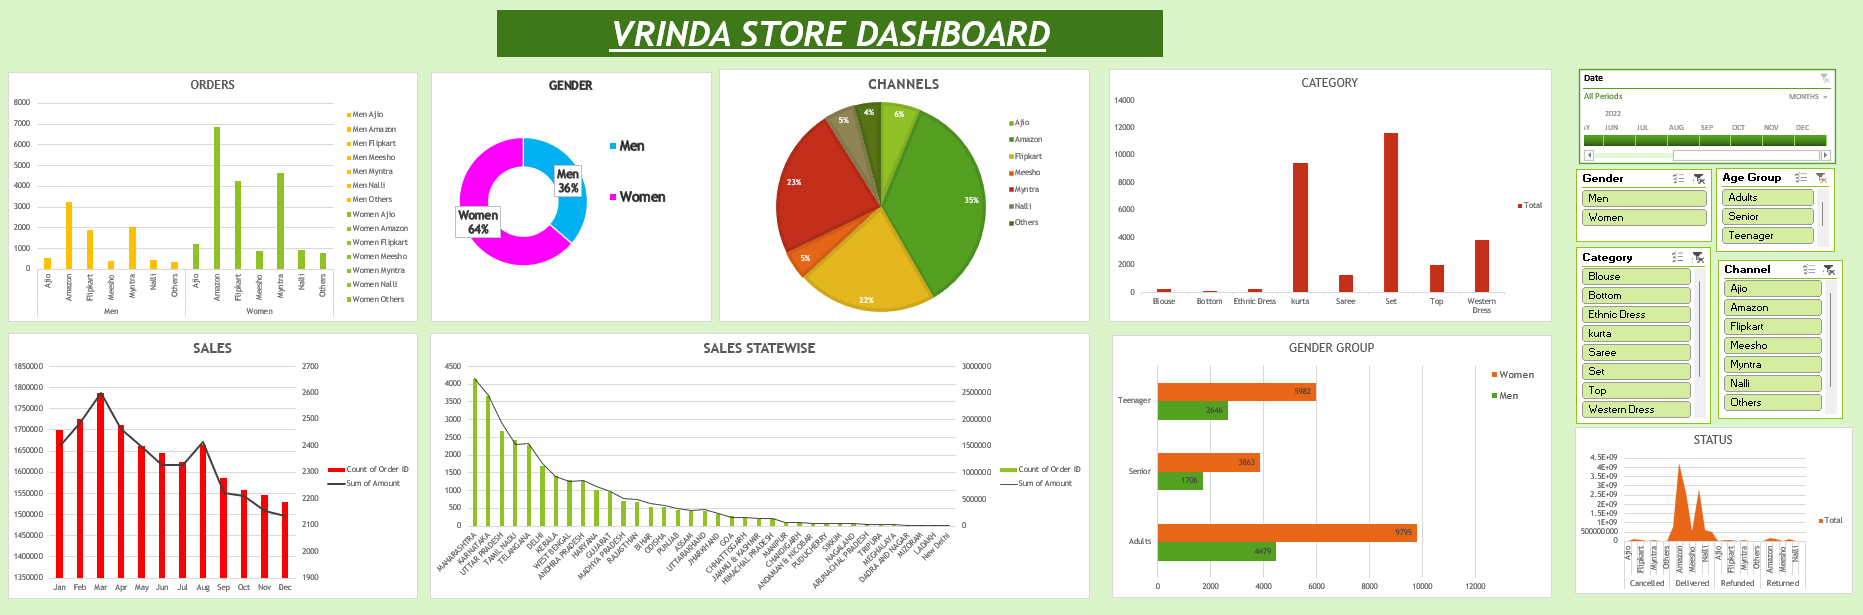 VRINDA STORE DASHBOARD
ORDERS
8000
7000
6000
5000
4000
3000
2000
1000
0
Ajio
Amazon
Flipkart
Meesho
Myntra
Nalli
Others
Ajio
Amazon
Flipkart
Meesho
Myntra
Nalli
Others
Men
Women
Men Ajio
Men Amazon
Men Flipkart
Men Meesho
Men Myntra
Men Nalli
Men Others
Women Ajio
Women Amazon
Women Flipkart
Women Meesho
Women Myntra
Women Nalli
Women Others
GENDER
Men
36%
Women
64%
Men
Women
CHANNELS
6%
35%
22%
5%
23%
5%
4%
Ajio
Amazon
Flipkart
Meesho
Myntra
Nalli
Others
CATEGORY
14000
12000
10000
8000
6000
4000
2000
0
Blouse
Bottom
Ethnic Dress
kurta
Saree
Set
Top
Western
Dress
Total
Date
All Periods
MONTHS
2022
Y JUN JUL AUG SEP OCT NOV DEC
Gender
Men
Women
Age Group
Adults
Senior
Teenager
Category
Blouse
Bottom
Ethnic Dress
kurta
Saree
Set
Top
Western Dress
Channel
Ajio
Amazon
Flipkart
Meesho
Myntra
Nalli
Others
SALES
1850000
1800000
1750000
1700000
1650000
1600000
1550000
1500000
1450000
1400000
1350000
2700
2600
2500
2400
2300
2200
2100
2000
1900
Jan Feb Mar Apr May Jun Jul Aug Sep Oct Nov Dec
Count of Order ID
Sum of Amount
SALES STATEWISE
4500
4000
3500
3000
2500
2000
1500
1000
500
0
3000000
2500000
2000000
1500000
1000000
500000
0
MAHARASHTRA
KARNATAKA
UTTAR PRADESH
TAMIL NADU
TELANGANA
DELHI
KERALA
WEST BENGAL
ANDHRA PRADESH
HARYANA
GUJARAT
MADHYA PRADESH
RAJASTHAN
BIHAR
ODISHA
PUNJAB
ASSAM
UTTARAKHAND
JHARKHAND
GOA
CHHATTISGARH
JAMMU & KASHMIR
HIMACHAL PRADESH
MANIPUR
CHANDIGARH
ANDAMAN & NICOBAR
PUDUCHERRY
SIKKIM
NAGALAND
ARUNACHAL PRADESH
TRIPURA
MEGHALAYA
DADRA AND NAGAR
MIZORAM
LADAKH
New Delhi
Count of Order ID
Sum of Amount
GENDER GROUP
Teenager
5982
2646
Senior
3863
1706
Adults
9795
4479
0 2000 4000 6000 8000 10000 12000
Women
Men
STATUS
4.5E+09
4E+09
3.5E+09
3E+09
2.5E+09
2E+09
1.5E+09
1E+09
500000000
0
Ajio
Flipkart
Myntra
Others
Amazon
Meesho
Nalli
Ajio
Flipkart
Myntra
Others
Amazon
Meesho
Nalli
Cancelled Delivered Refunded Returned
Total